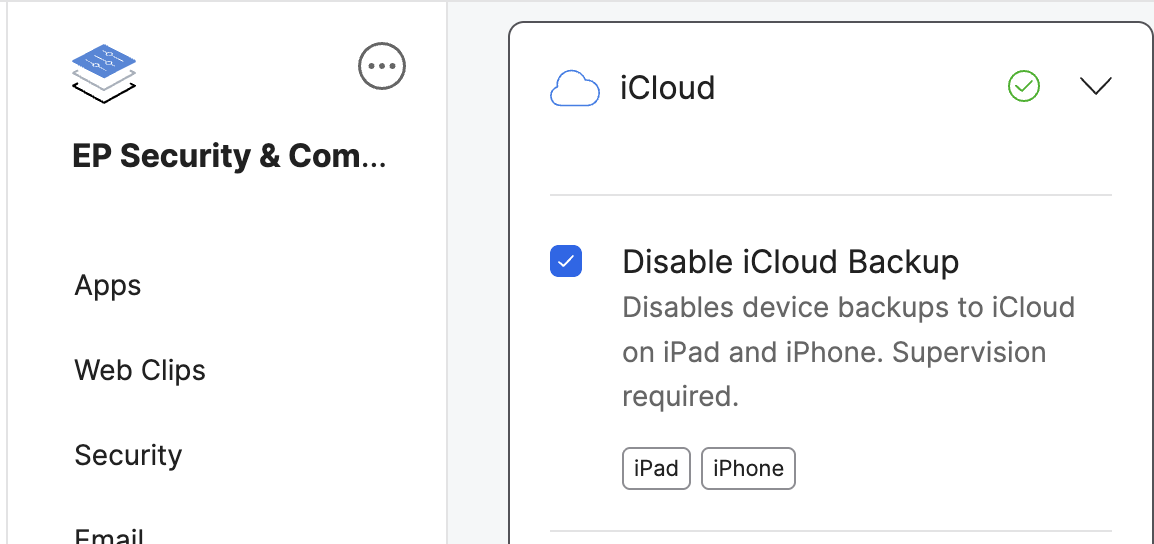 EP Security & Com...
Apps
Web Clips
Security
Email
iCloud
Disable iCloud Backup
Disables device backups to iCloud
on iPad and iPhone. Supervision
required.
iPad
iPhone